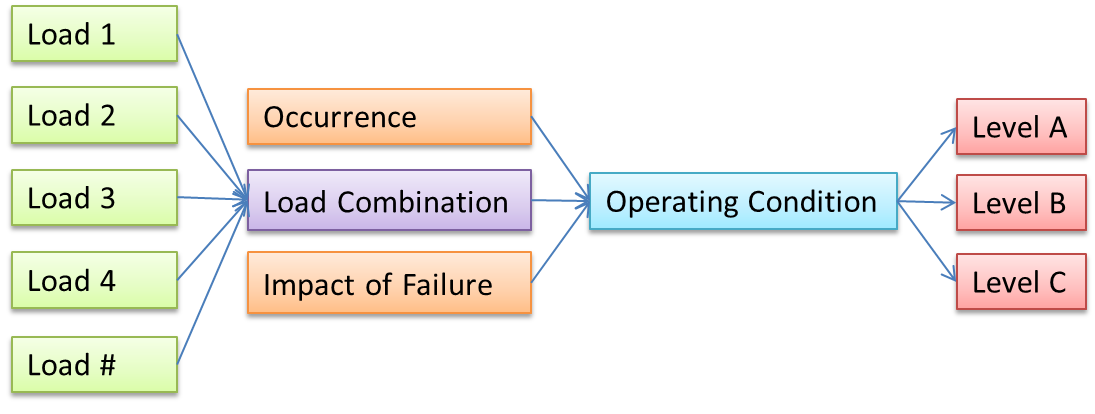 Load 1
Load 2
Load 3
Load 4
Load #
Occurrence
Load Combination
Impact of Failure
Operating Condition
Level A
Level B
Level C